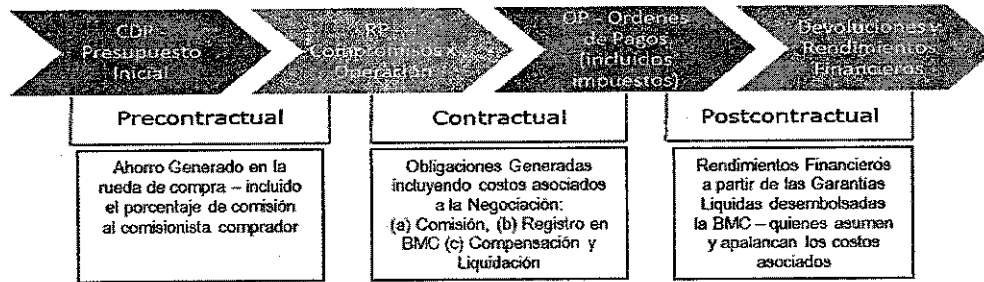 CDP -
Presupuesto
Inicial
RP -
Compromisos x
Operación
OP - Ordenes
de Pagos
(incluidos
impuestos)
Devoluciones y
Rendimientos
Financieros
Precontractual
Contractual
Postcontractual
Ahorro Generado en la
rueda de compra – incluido
el porcentaje de comisión
al comisionista comprador
Obligaciones Generadas
incluyendo costos asociados
a la Negociación:
(a) Comisión, (b) Registro en
BMC (c) Compensación y
Liquidación
Rendimientos Financieros
a partir de las Garantías
Liquidas desembolsadas
la BMC – quienes asumen
y apalancan los costos
asociados